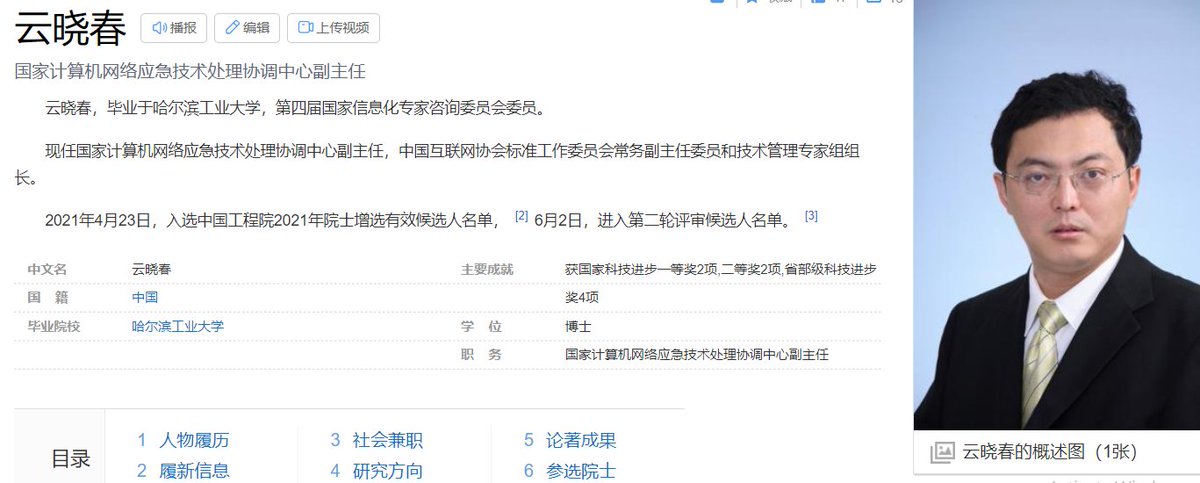 云晓春 播报 编辑 上传视频
国家计算机网络应急技术处理协调中心副主任
云晓春，毕业于哈尔滨工业大学，第四届国家信息化专家咨询委员会委员。
现任国家计算机网络应急技术处理协调中心副主任，中国互联网协会标准工作委员会常务副主任委员和技术管理专家组组
长。
2021年4月23日，入选中国工程院2021年院士增选有效候选人名单， [2] 6月2日，进入第二轮评审候选人名单。 [3]
中文名 云晓春 主要成就 获国家科技进步一等奖2项,二等奖2项,省部级科技进步
国 籍 中国 奖4项
毕业院校 哈尔滨工业大学 学 位 博士
职 务 国家计算机网络应急技术处理协调中心副主任
云晓春的概述图（1张）
目录
1 人物履历 3 社会兼职 5 论著成果
2 履新信息 4 研究方向 6 参选院士